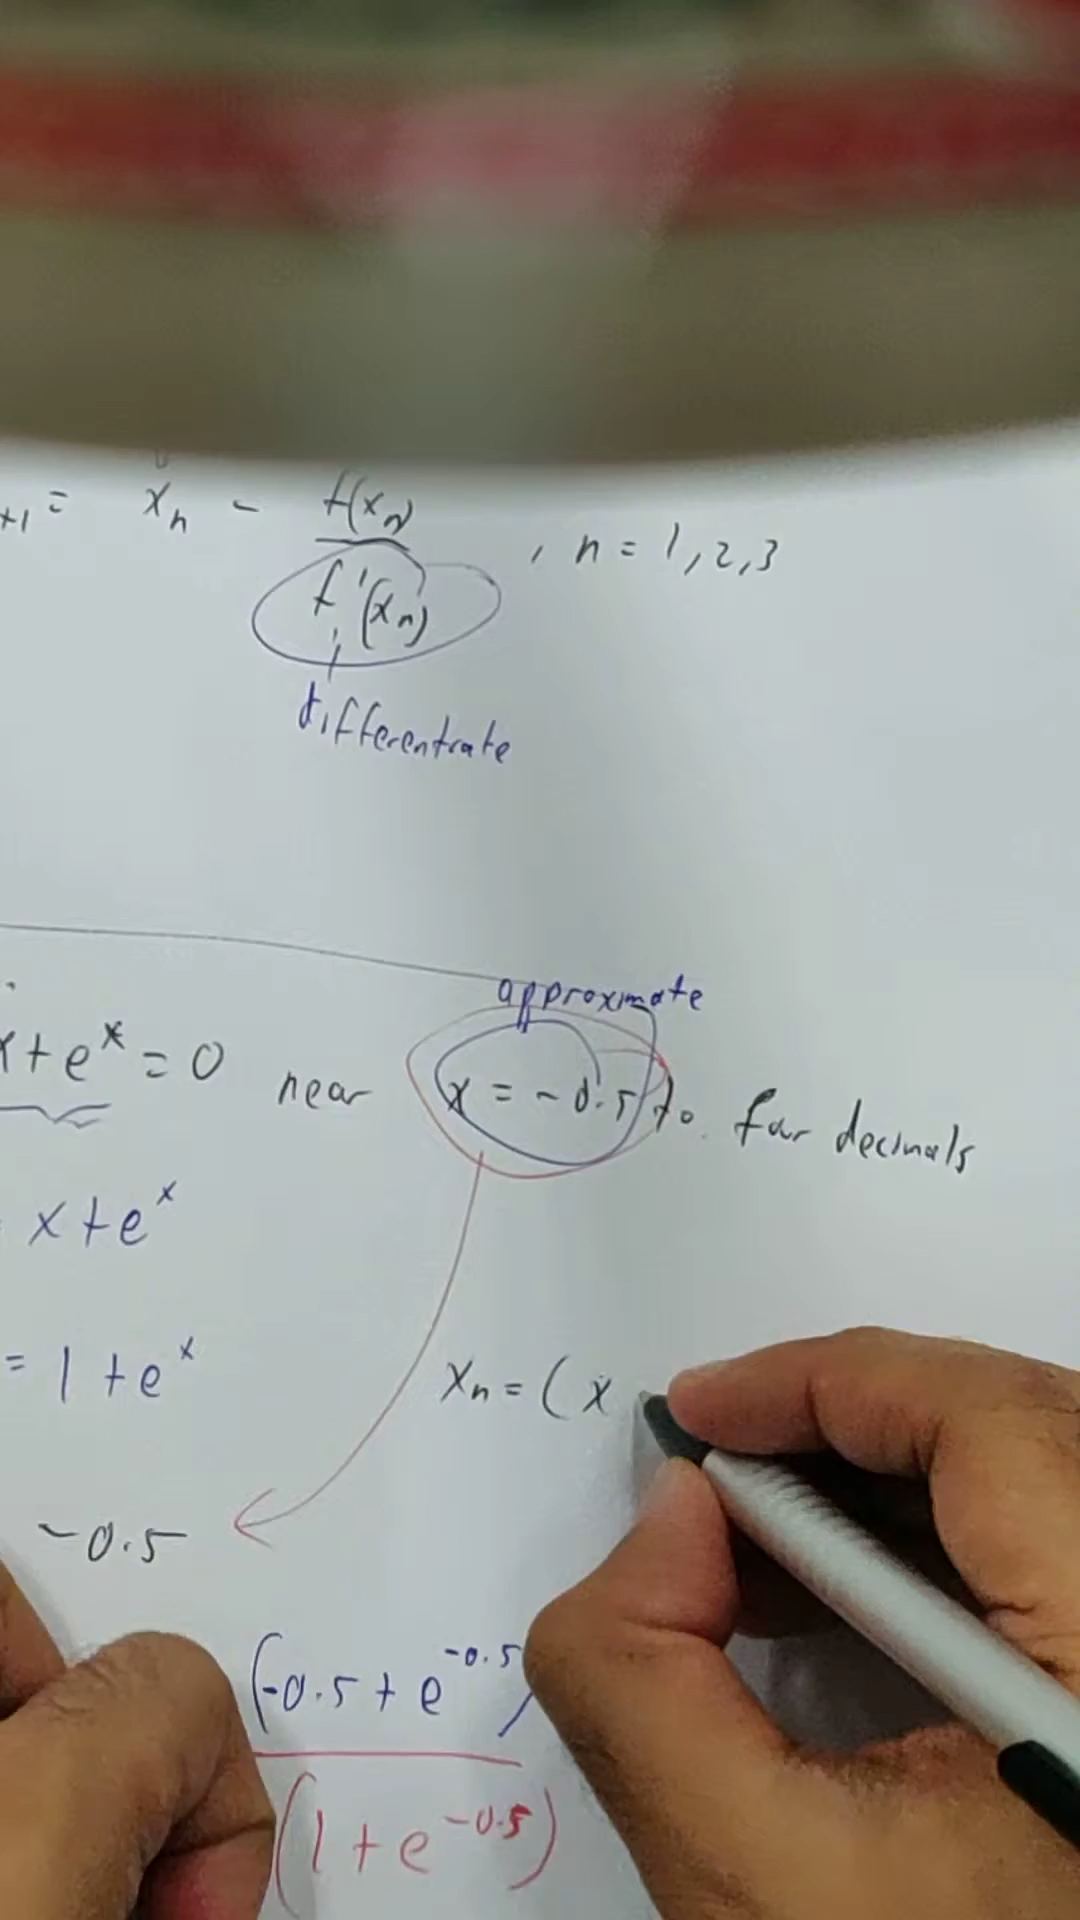 +1 = xₙ - f(xₙ) / f'(xₙ) , n = 1, 2, 3
differentrate
approximate
x + eˣ = 0 near x = -0.5 to four decimals
x + eˣ
= 1 + eˣ
xₙ = ( x
-0.5
(-0.5 + e^-0.5)
(1 + e^-0.5)